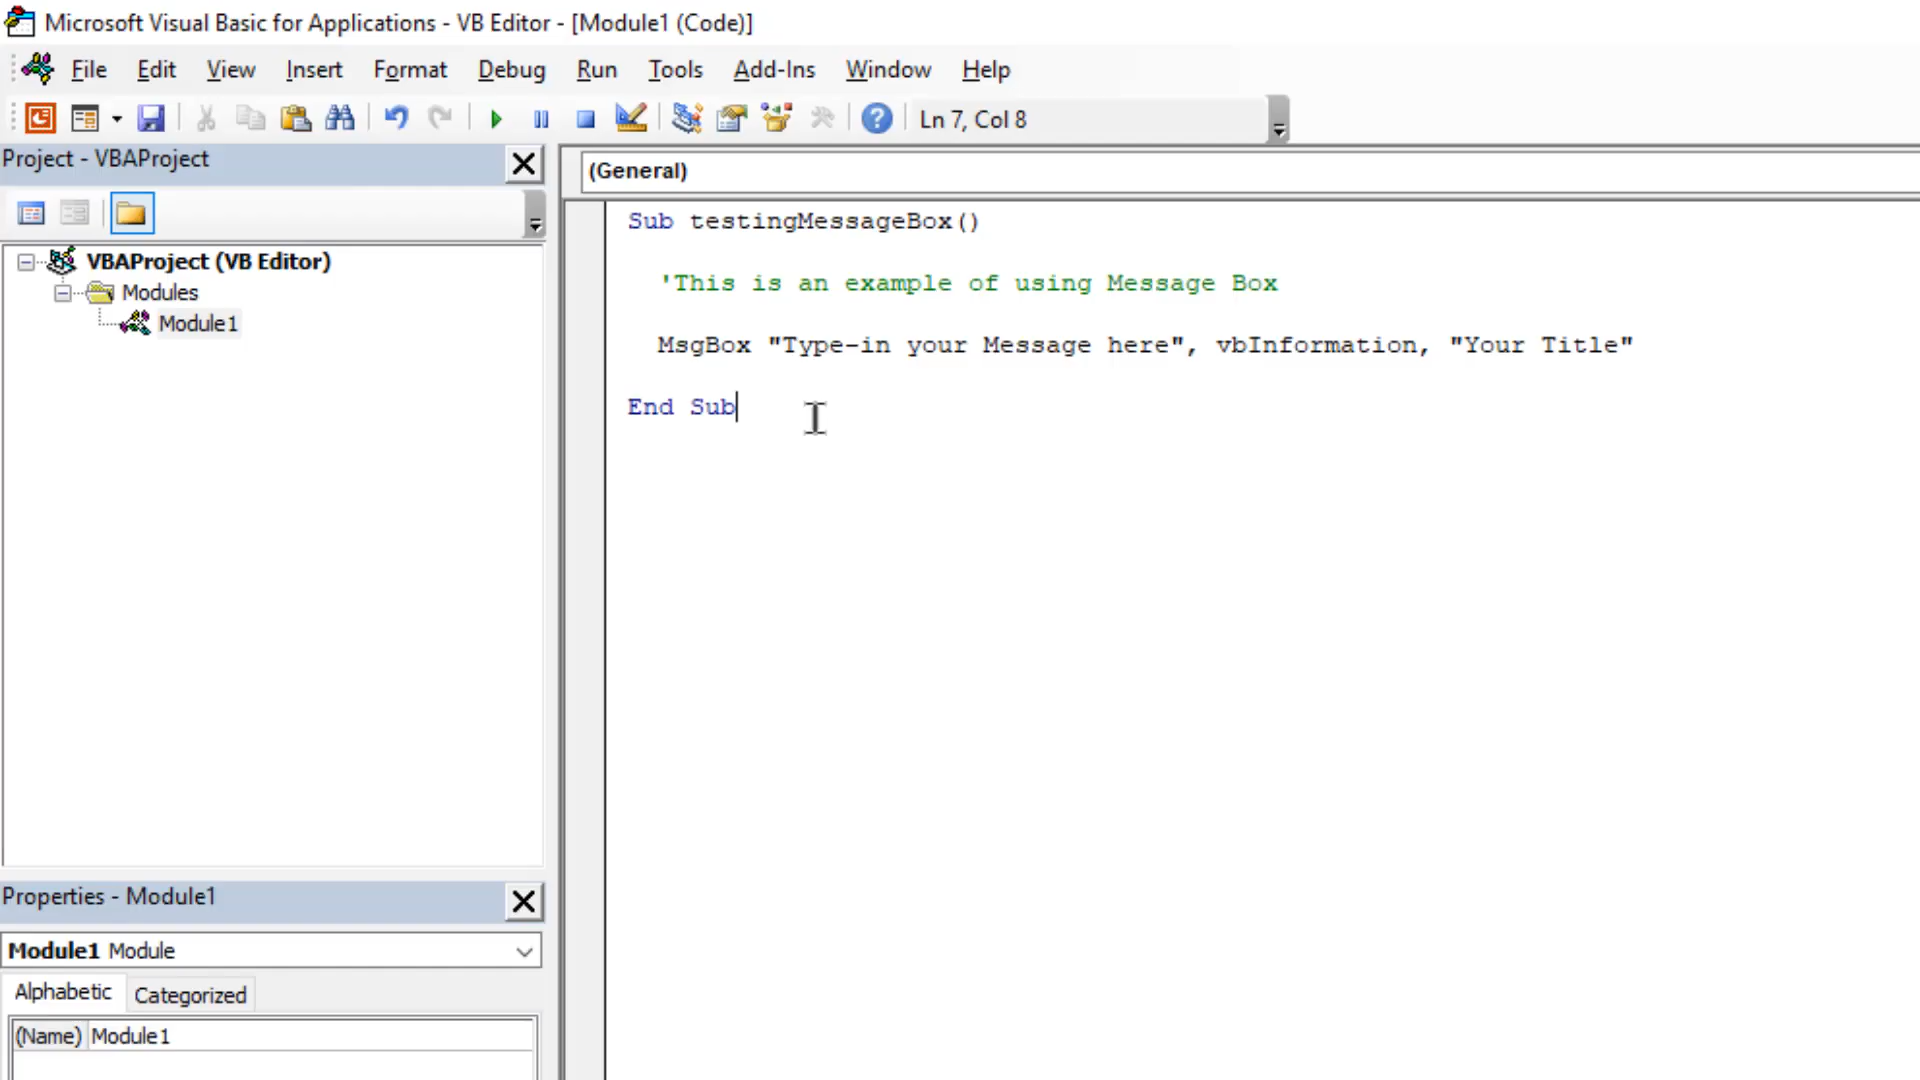 Microsoft Visual Basic for Applications - VB Editor - [Module1 (Code)]
File Edit View Insert Format Debug Run Tools Add-Ins Window Help
Ln 7, Col 8
Project - VBAProject
(General)
VBAProject (VB Editor)
Modules
Module1
Sub testingMessageBox()
'This is an example of using Message Box
MsgBox "Type-in your Message here", vbInformation, "Your Title"
End Sub
Properties - Module1
Module1 Module
Alphabetic Categorized
(Name) Module1